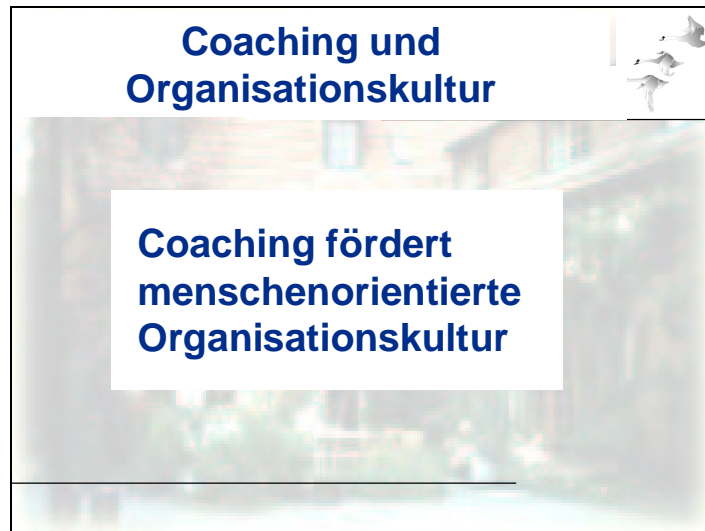 Coaching und
Organisationskultur
Coaching fördert
menschenorientierte
Organisationskultur